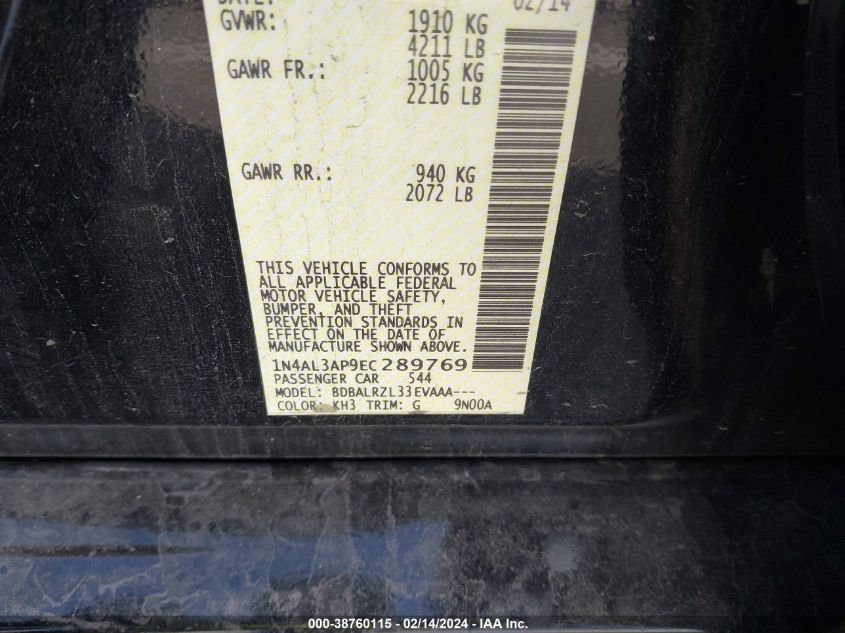 DATE: 02/14
GVWR: 1910 KG
4211 LB
GAWR FR.: 1005 KG
2216 LB
GAWR RR.: 940 KG
2072 LB
THIS VEHICLE CONFORMS TO
ALL APPLICABLE FEDERAL
MOTOR VEHICLE SAFETY,
BUMPER, AND THEFT
PREVENTION STANDARDS IN
EFFECT ON THE DATE OF
MANUFACTURE SHOWN ABOVE.
1N4AL3AP9EC289769
PASSENGER CAR 544
MODEL: BDBALRZL33EVAAA---
COLOR: KH3 TRIM: G 9N00A
000-38760115 - 02/14/2024 - IAA Inc.